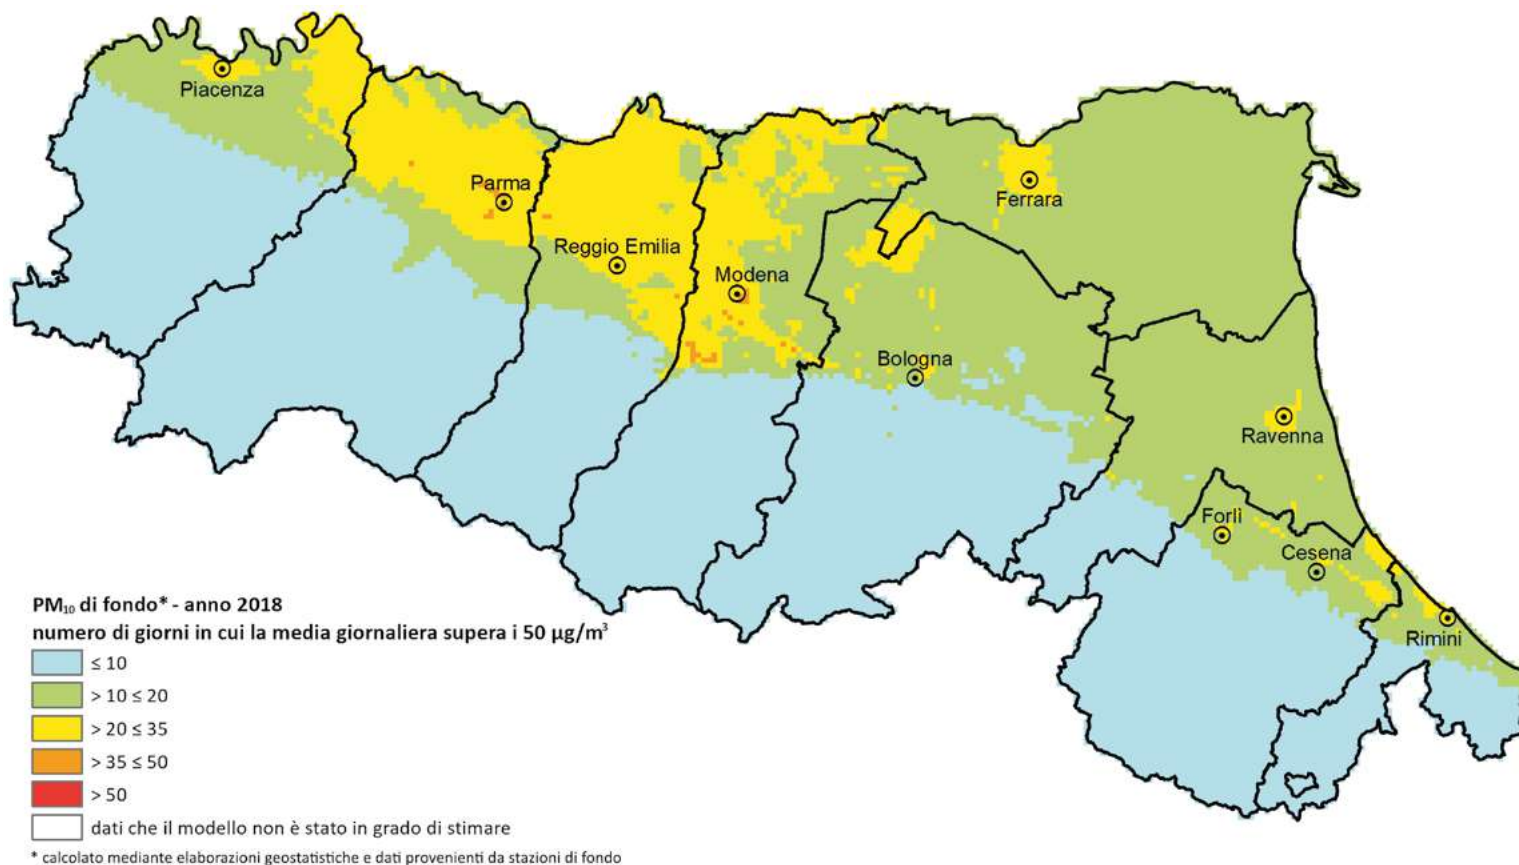 Piacenza
Parma
Ferrara
Reggio Emilia
Modena
Bologna
Ravenna
Forlì
Cesena
Rimini
PM₁₀ di fondo* - anno 2018
numero di giorni in cui la media giornaliera supera i 50 µg/m³
≤ 10
> 10 ≤ 20
> 20 ≤ 35
> 35 ≤ 50
> 50
dati che il modello non è stato in grado di stimare
* calcolato mediante elaborazioni geostatistiche e dati provenienti da stazioni di fondo